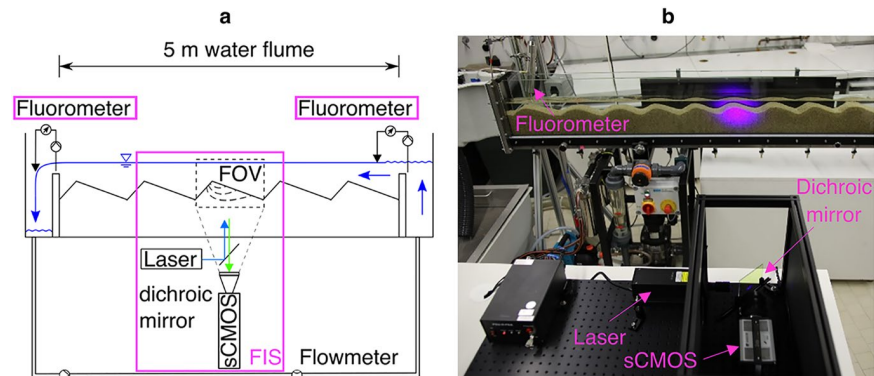 a
5 m water flume
Fluorometer
Fluorometer
FOV
Laser
dichroic
mirror
sCMOS
FIS
Flowmeter
b
Fluorometer
Dichroic
mirror
Laser
sCMOS